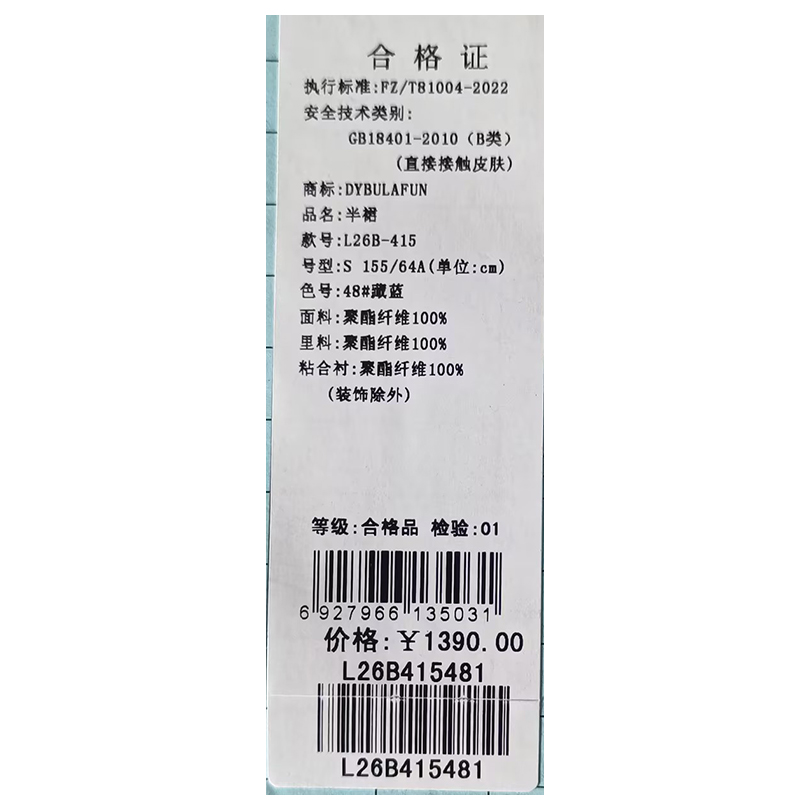 合格证
执行标准:FZ/T81004-2022
安全技术类别:
GB18401-2010（B类）
(直接接触皮肤)
商标:DYBULAFUN
品名:半裙
款号:L26B-415
号型:S 155/64A(单位:cm)
色号:48#藏蓝
面料:聚酯纤维100%
里料:聚酯纤维100%
粘合衬:聚酯纤维100%
(装饰除外)
等级:合格品 检验:01
6 927966 135031
价格:￥1390.00
L26B415481
L26B415481